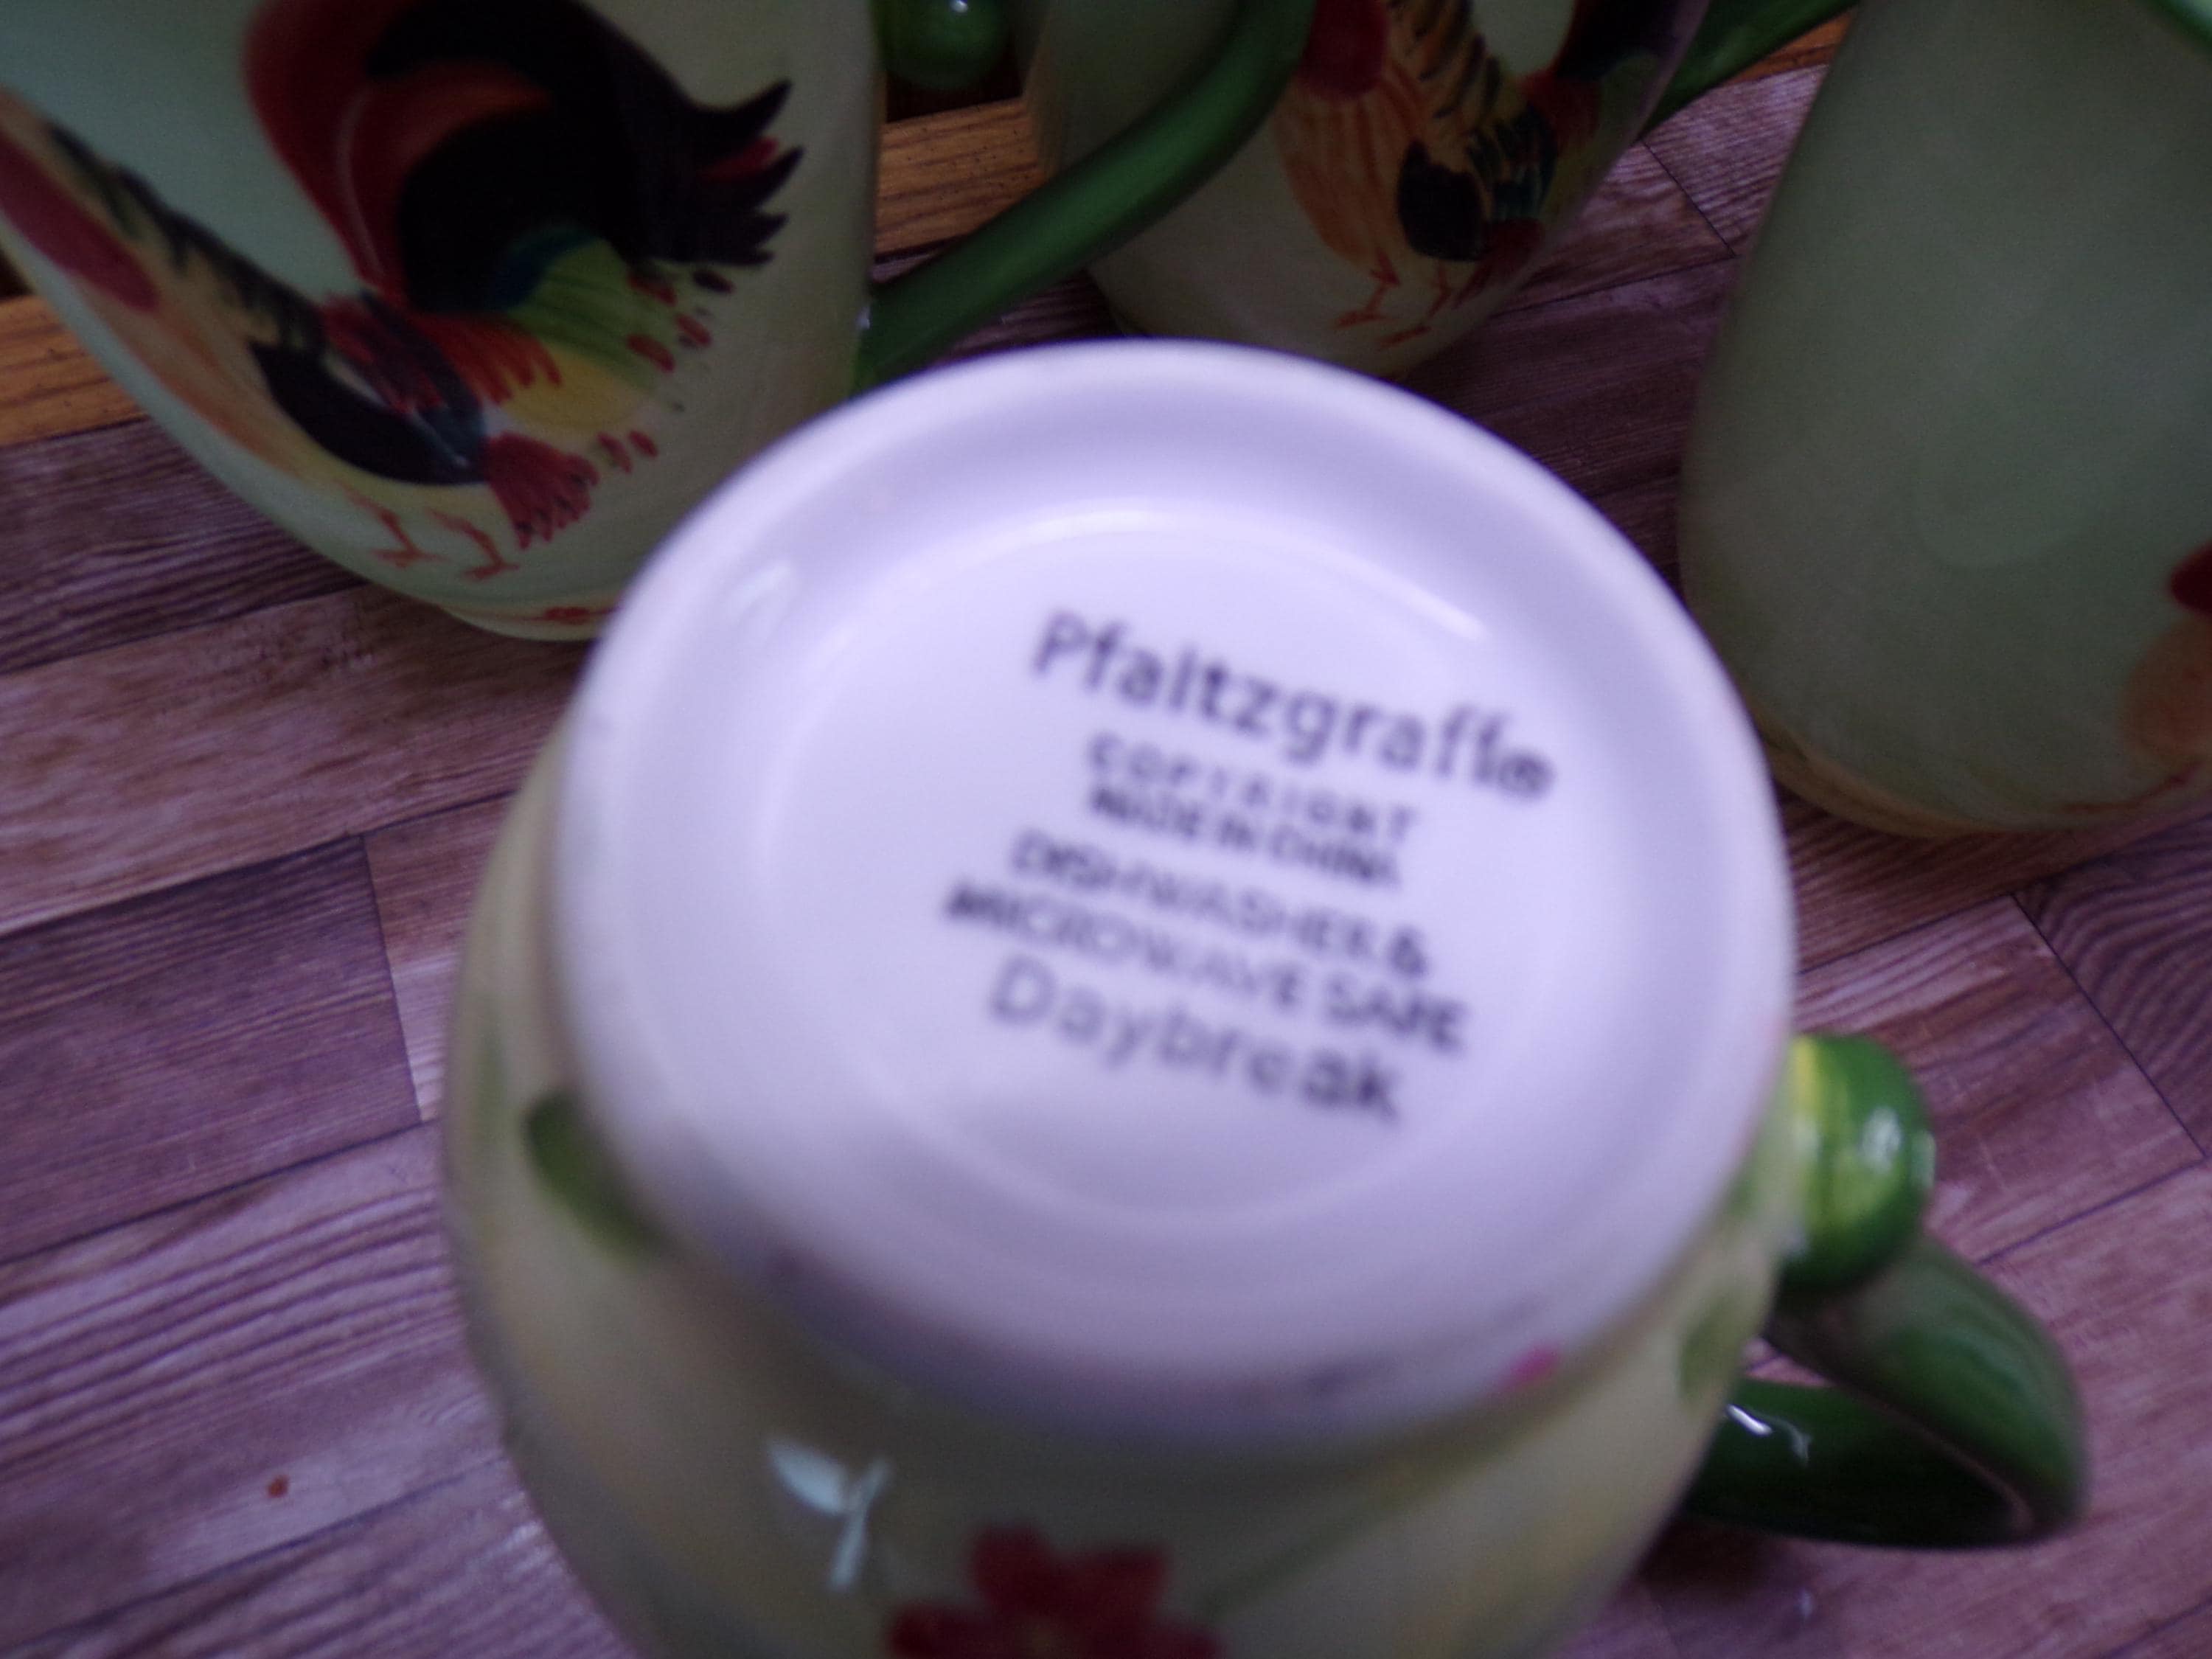 Pfaltzgraff®
COPYRIGHT
MADE IN CHINA
DISHWASHER &
MICROWAVE SAFE
Daybreak